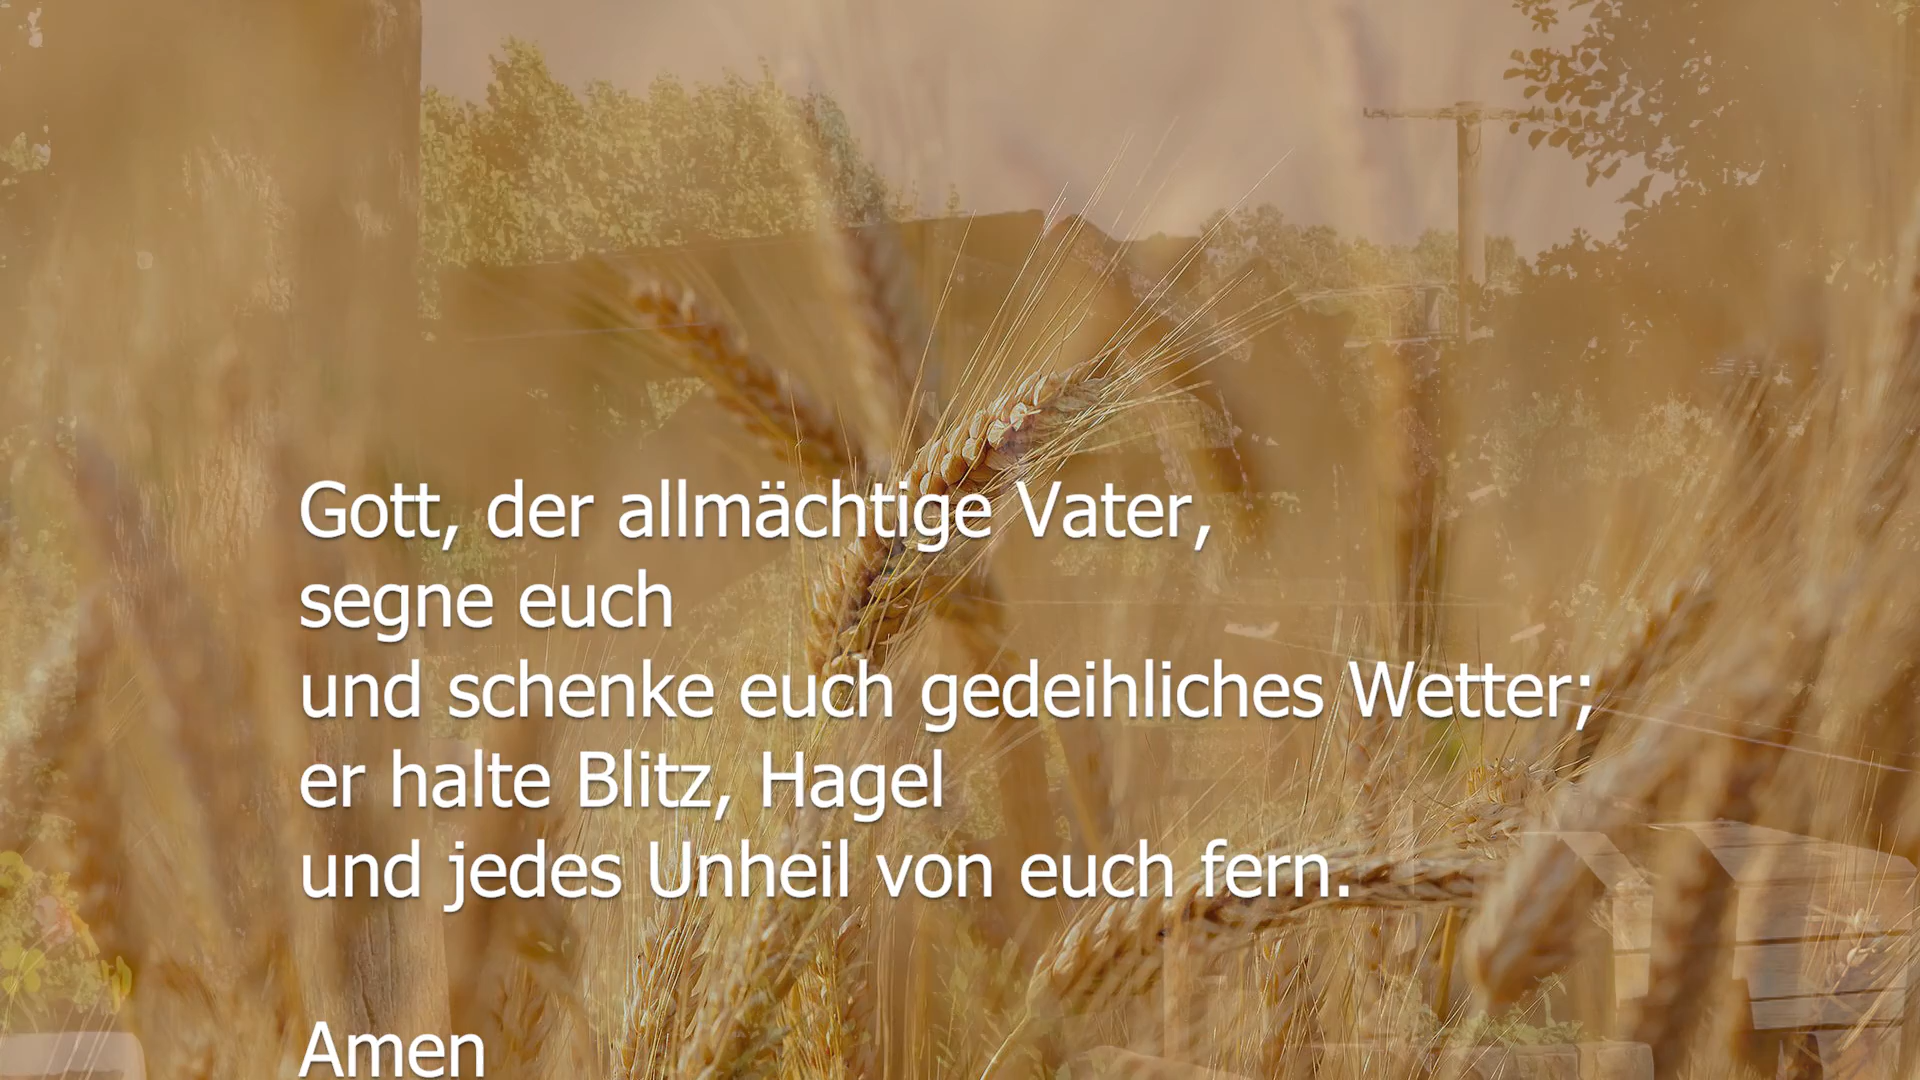 Gott, der allmächtige Vater,
segne euch
und schenke euch gedeihliches Wetter;
er halte Blitz, Hagel
und jedes Unheil von euch fern.
Amen